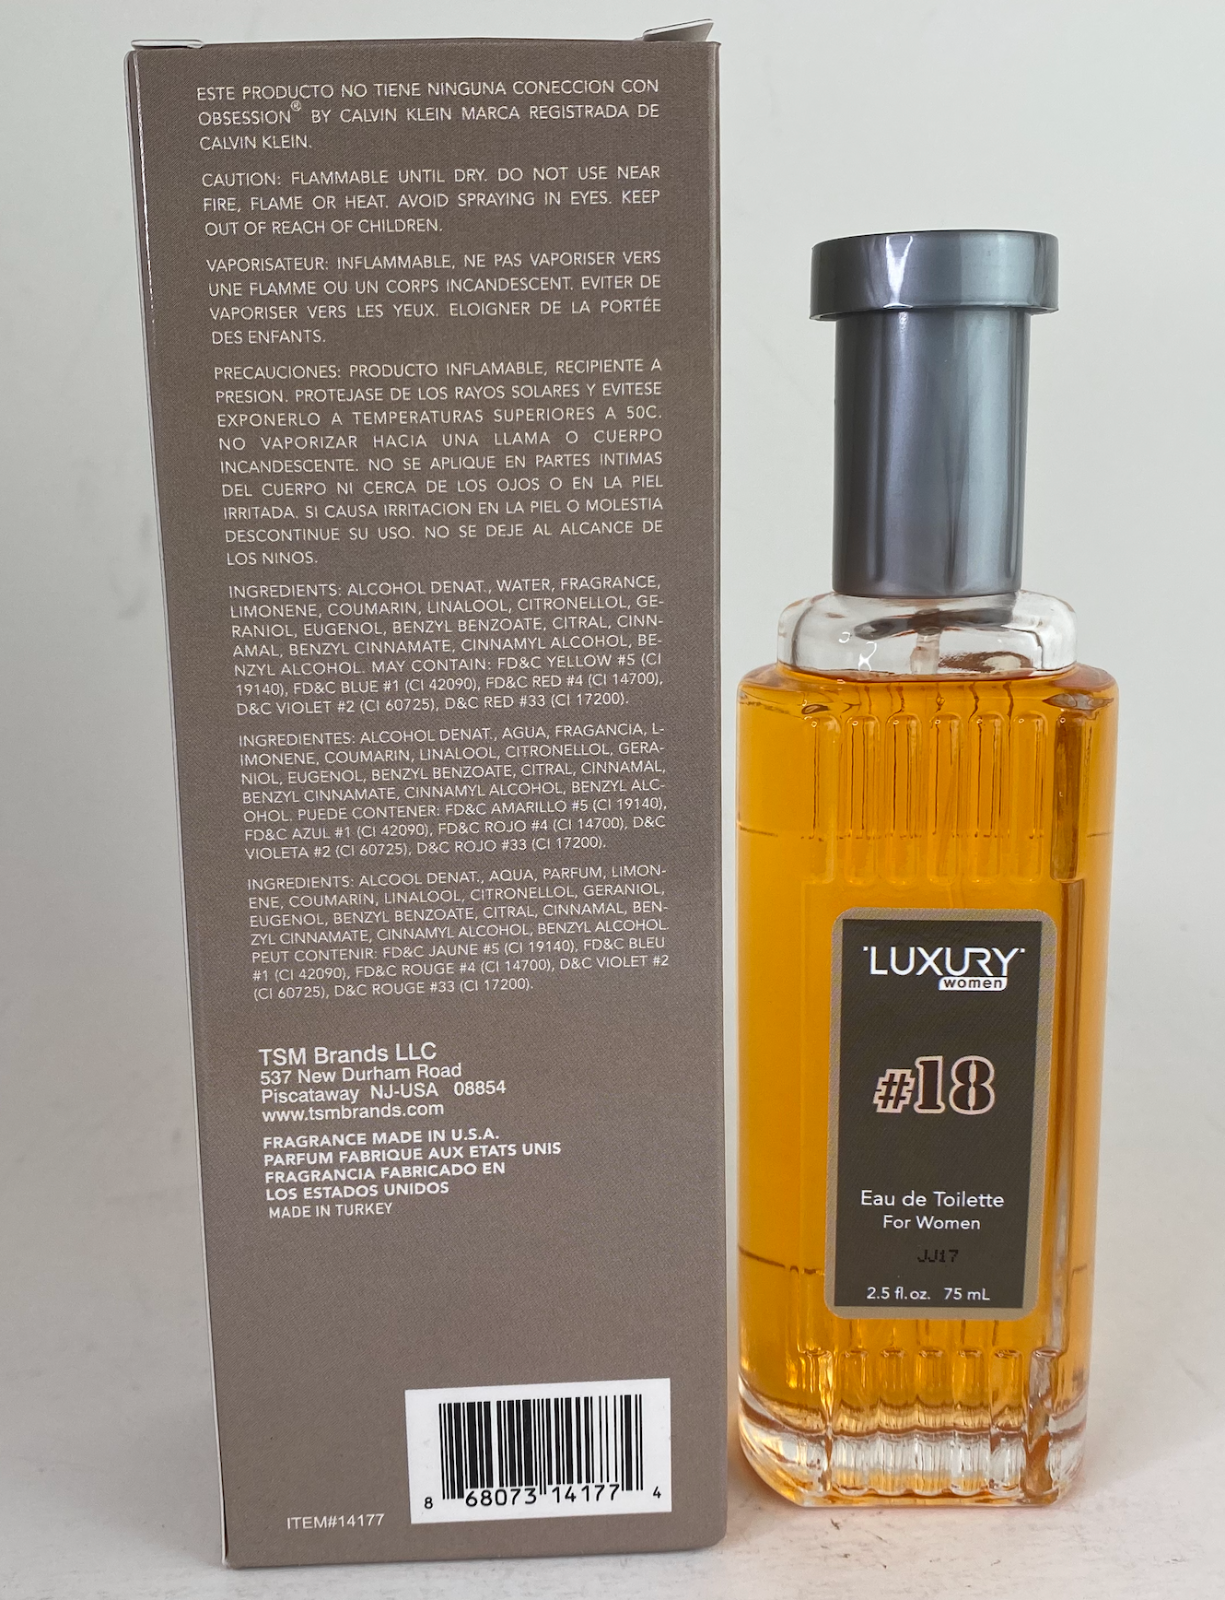 ESTE PRODUCTO NO TIENE NINGUNA CONECCION CON
OBSESSION® BY CALVIN KLEIN MARCA REGISTRADA DE
CALVIN KLEIN.
CAUTION: FLAMMABLE UNTIL DRY. DO NOT USE NEAR
FIRE, FLAME OR HEAT. AVOID SPRAYING IN EYES. KEEP
OUT OF REACH OF CHILDREN.
VAPORISATEUR: INFLAMMABLE, NE PAS VAPORISER VERS
UNE FLAMME OU UN CORPS INCANDESCENT. EVITER DE
VAPORISER VERS LES YEUX. ELOIGNER DE LA PORTÉE
DES ENFANTS.
PRECAUCIONES: PRODUCTO INFLAMABLE, RECIPIENTE A
PRESION. PROTEJASE DE LOS RAYOS SOLARES Y EVITESE
EXPONERLO A TEMPERATURAS SUPERIORES A 50C.
NO VAPORIZAR HACIA UNA LLAMA O CUERPO
INCANDESCENTE. NO SE APLIQUE EN PARTES INTIMAS
DEL CUERPO NI CERCA DE LOS OJOS O EN LA PIEL
IRRITADA. SI CAUSA IRRITACION EN LA PIEL O MOLESTIA
DESCONTINUE SU USO. NO SE DEJE AL ALCANCE DE
LOS NINOS.
INGREDIENTS: ALCOHOL DENAT., WATER, FRAGRANCE,
LIMONENE, COUMARIN, LINALOOL, CITRONELLOL, GE-
RANIOL, EUGENOL, BENZYL BENZOATE, CITRAL, CINN-
AMAL, BENZYL CINNAMATE, CINNAMYL ALCOHOL, BE-
NZYL ALCOHOL. MAY CONTAIN: FD&C YELLOW #5 (CI
19140), FD&C BLUE #1 (CI 42090), FD&C RED #4 (CI 14700),
D&C VIOLET #2 (CI 60725), D&C RED #33 (CI 17200).
INGREDIENTES: ALCOHOL DENAT., AGUA, FRAGANCIA, L-
IMONENE, COUMARIN, LINALOOL, CITRONELLOL, GERA-
NIOL, EUGENOL, BENZYL BENZOATE, CITRAL, CINNAMAL,
BENZYL CINNAMATE, CINNAMYL ALCOHOL, BENZYL ALC-
OHOL. PUEDE CONTENER: FD&C AMARILLO #5 (CI 19140),
FD&C AZUL #1 (CI 42090), FD&C ROJO #4 (CI 14700), D&C
VIOLETA #2 (CI 60725), D&C ROJO #33 (CI 17200).
INGREDIENTS: ALCOOL DENAT., AQUA, PARFUM, LIMON-
ENE, COUMARIN, LINALOOL, CITRONELLOL, GERANIOL,
EUGENOL, BENZYL BENZOATE, CITRAL, CINNAMAL, BEN-
ZYL CINNAMATE, CINNAMYL ALCOHOL, BENZYL ALCOHOL.
PEUT CONTENIR: FD&C JAUNE #5 (CI 19140), FD&C BLEU
#1 (CI 42090), FD&C ROUGE #4 (CI 14700), D&C VIOLET #2
(CI 60725), D&C ROUGE #33 (CI 17200).
TSM Brands LLC
537 New Durham Road
Piscataway NJ-USA 08854
www.tsmbrands.com
FRAGRANCE MADE IN U.S.A.
PARFUM FABRIQUE AUX ETATS UNIS
FRAGRANCIA FABRICADO EN
LOS ESTADOS UNIDOS
MADE IN TURKEY
8 68073 14177 4
ITEM#14177
LUXURY
women
#18
Eau de Toilette
For Women
JJ17
2.5 fl.oz. 75 mL